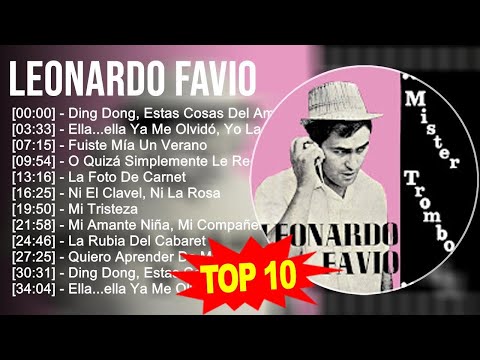 LEONARDO FAVIO
[00:00] - Ding Dong, Estas Cosas Del Am
[03:33] - Ella...ella Ya Me Olvidó, Yo La
[07:15] - Fuiste Mía Un Verano
[09:54] - O Quizá Simplemente Le Re
[13:16] - La Foto De Carnet
[16:25] - Ni El Clavel, Ni La Rosa
[19:50] - Mi Tristeza
[21:58] - Mi Amante Niña, Mi Compañe
[24:46] - La Rubia Del Cabaret
[27:25] - Quiero Aprender De M
[30:31] - Ding Dong, Estas C
[34:04] - Ella...ella Ya Me Ol
TOP 10
LEONARDO
FAVIO
Mister
Trombo